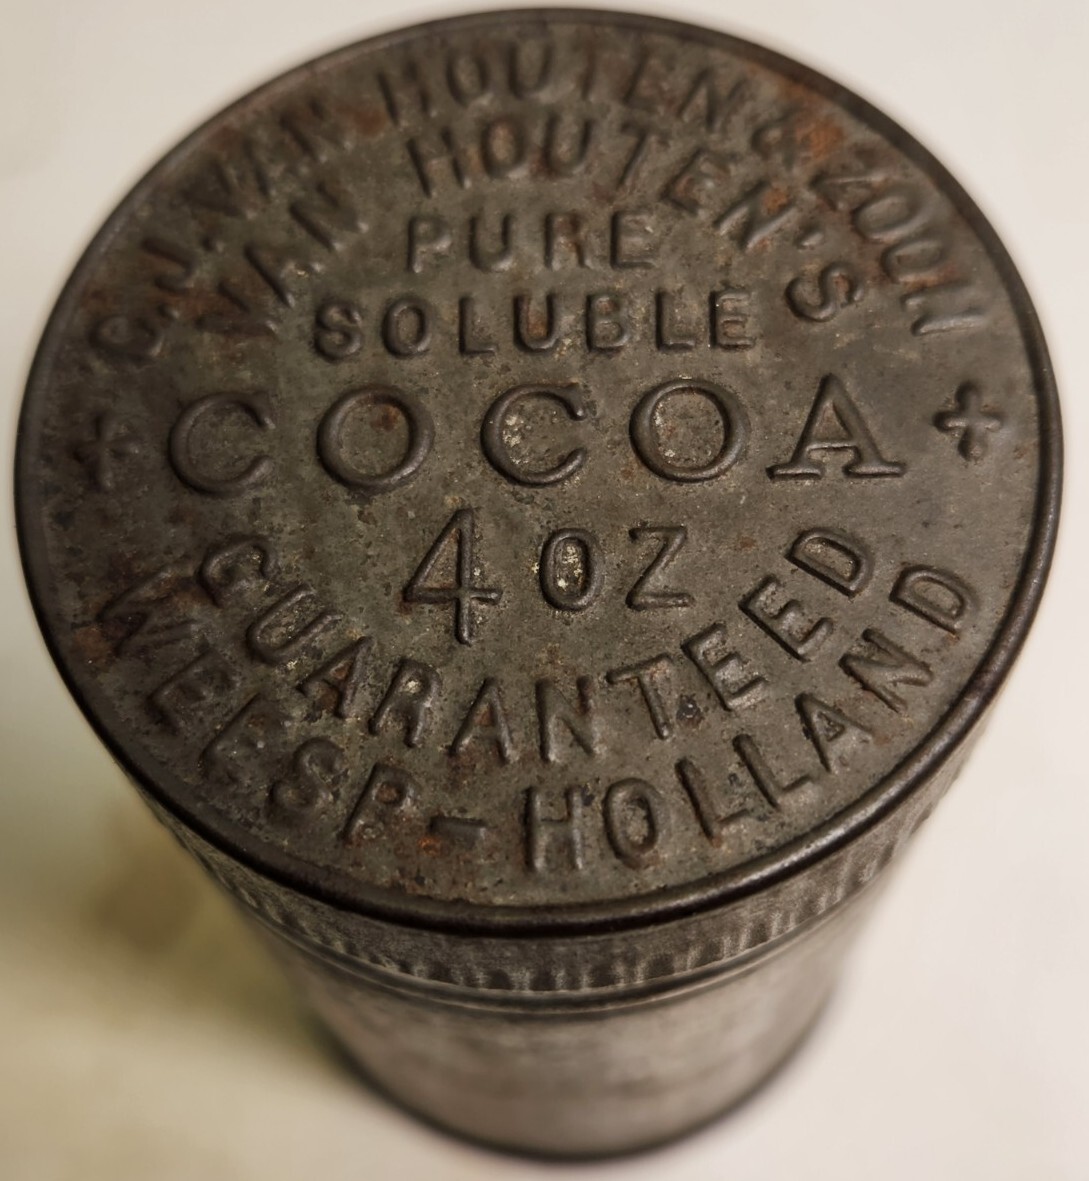 C.J. VAN HOUTEN & ZOON
VAN HOUTEN'S
PURE
SOLUBLE
COCOA
4 OZ
GUARANTEED
WEESP-HOLLAND